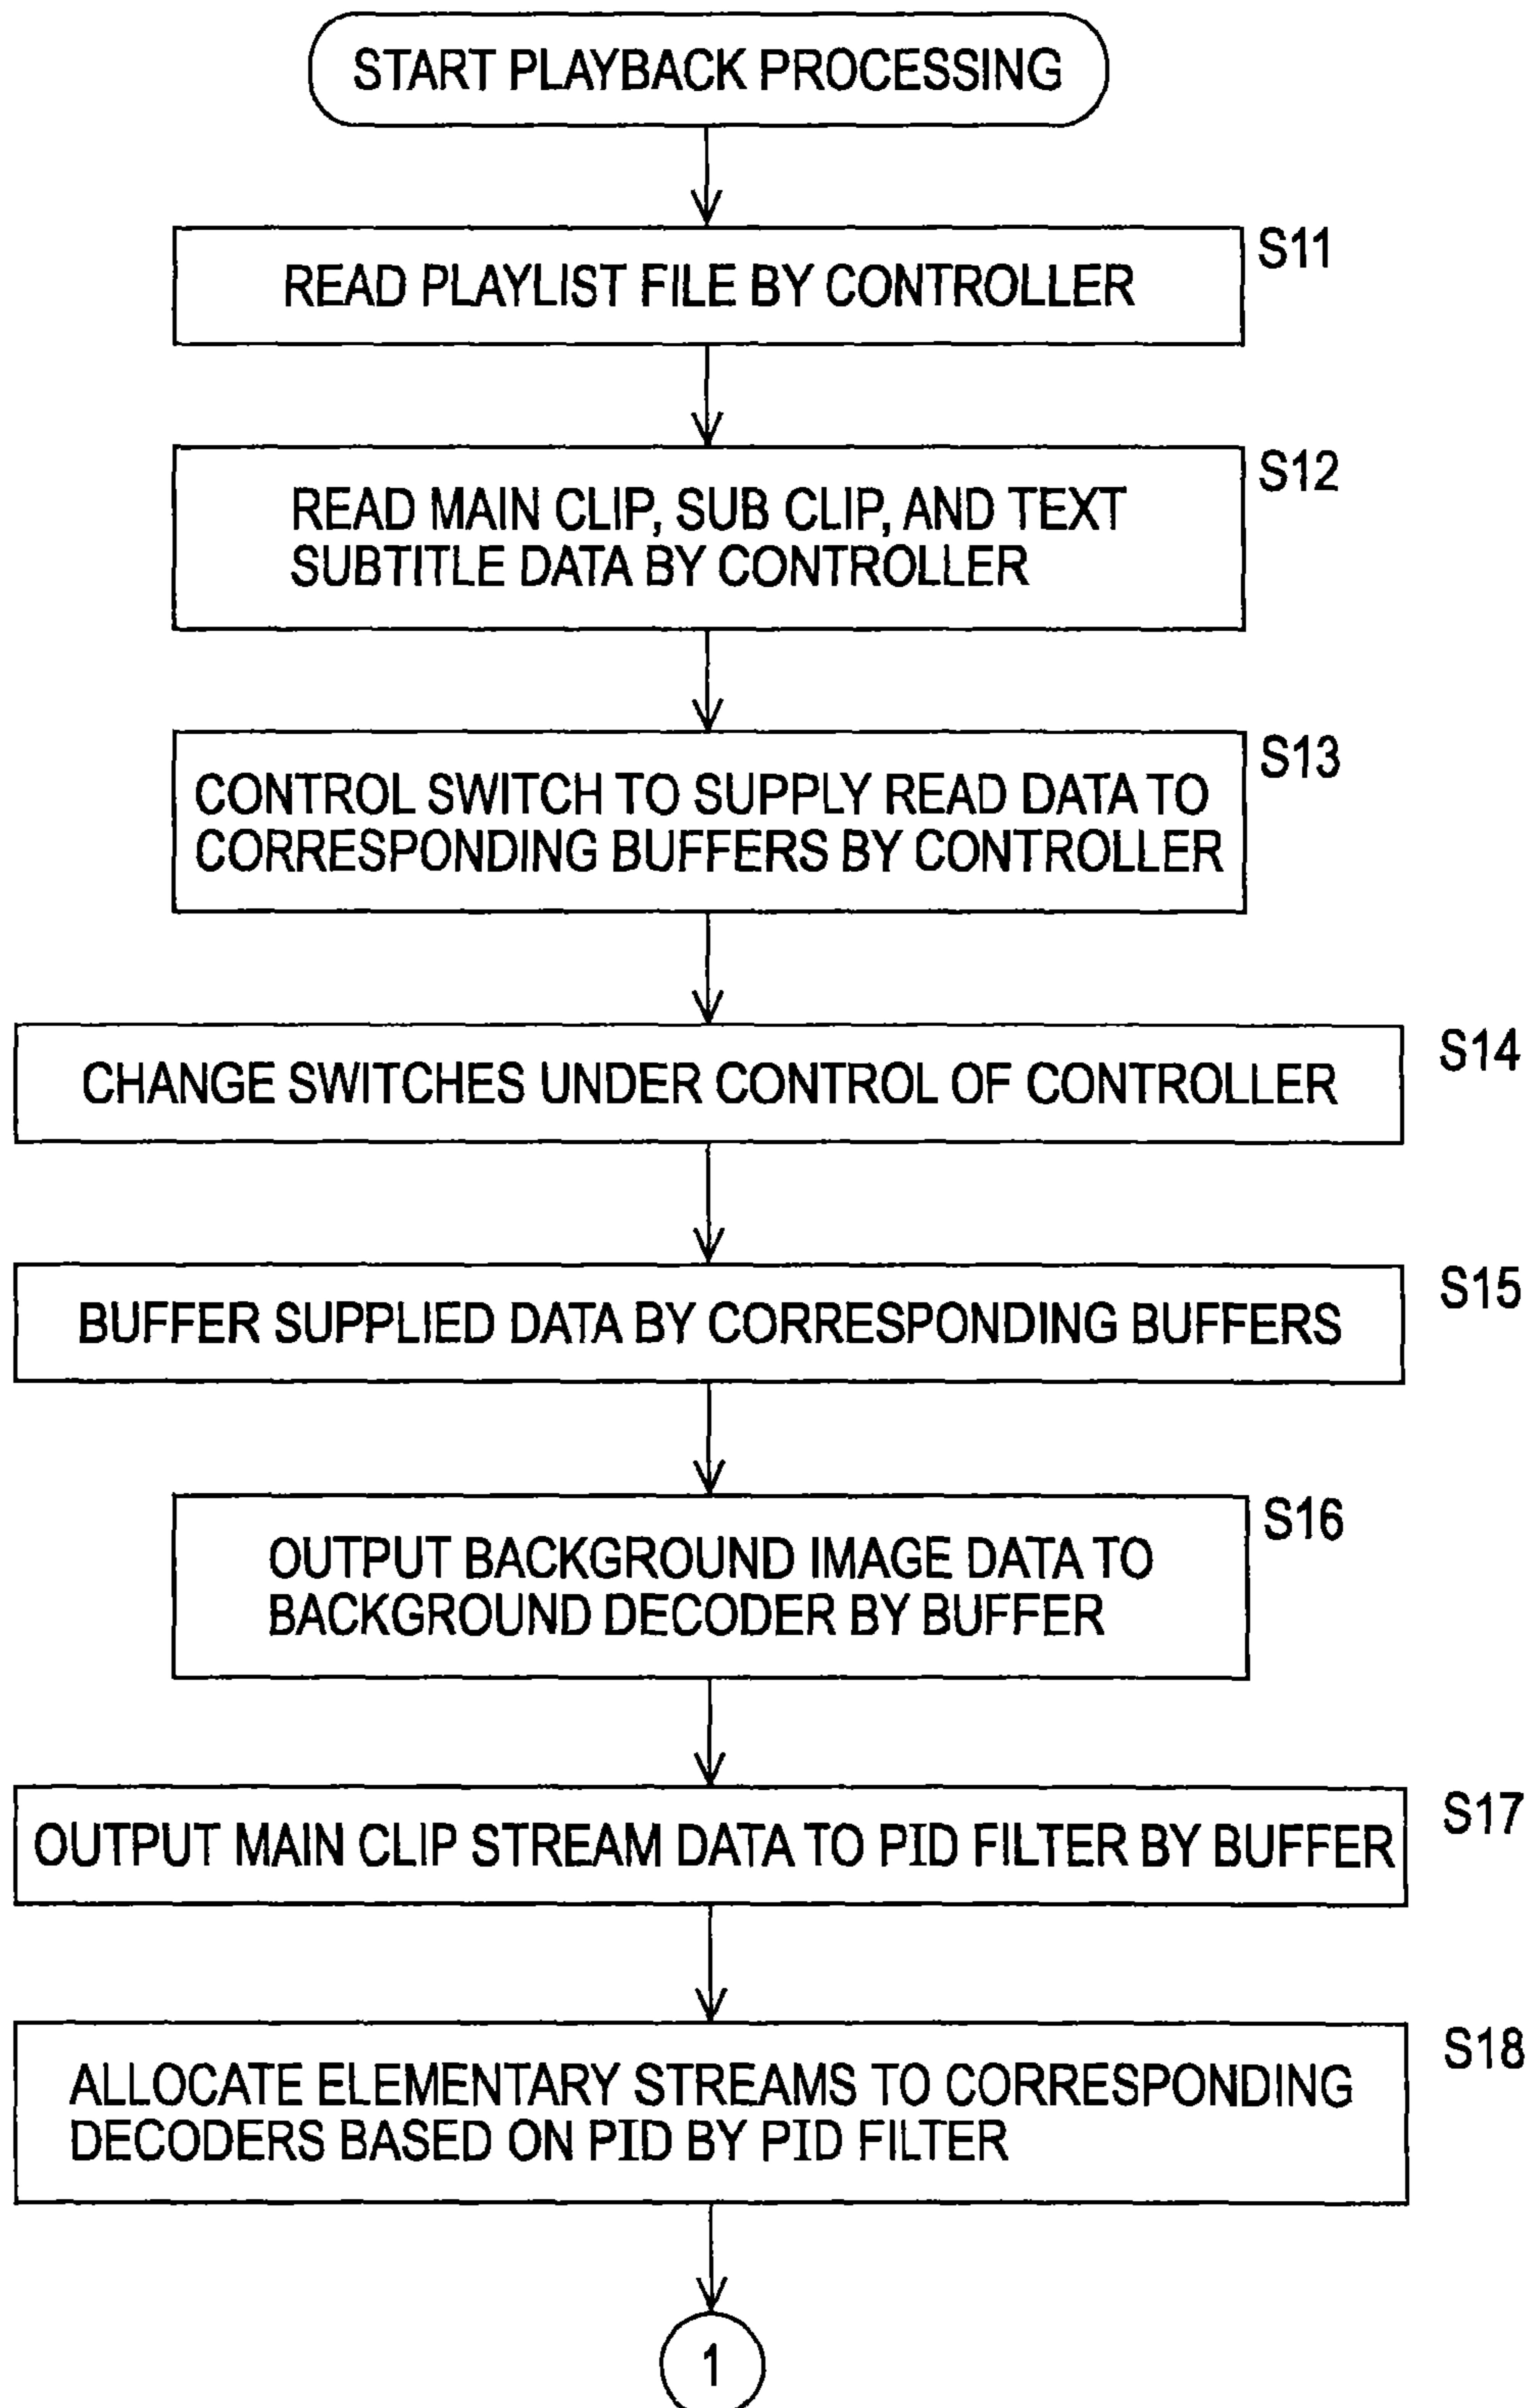 START PLAYBACK PROCESSING
S11
READ PLAYLIST FILE BY CONTROLLER
S12
READ MAIN CLIP, SUB CLIP, AND TEXT
SUBTITLE DATA BY CONTROLLER
S13
CONTROL SWITCH TO SUPPLY READ DATA TO
CORRESPONDING BUFFERS BY CONTROLLER
S14
CHANGE SWITCHES UNDER CONTROL OF CONTROLLER
S15
BUFFER SUPPLIED DATA BY CORRESPONDING BUFFERS
S16
OUTPUT BACKGROUND IMAGE DATA TO
BACKGROUND DECODER BY BUFFER
S17
OUTPUT MAIN CLIP STREAM DATA TO PID FILTER BY BUFFER
S18
ALLOCATE ELEMENTARY STREAMS TO CORRESPONDING
DECODERS BASED ON PID BY PID FILTER
1